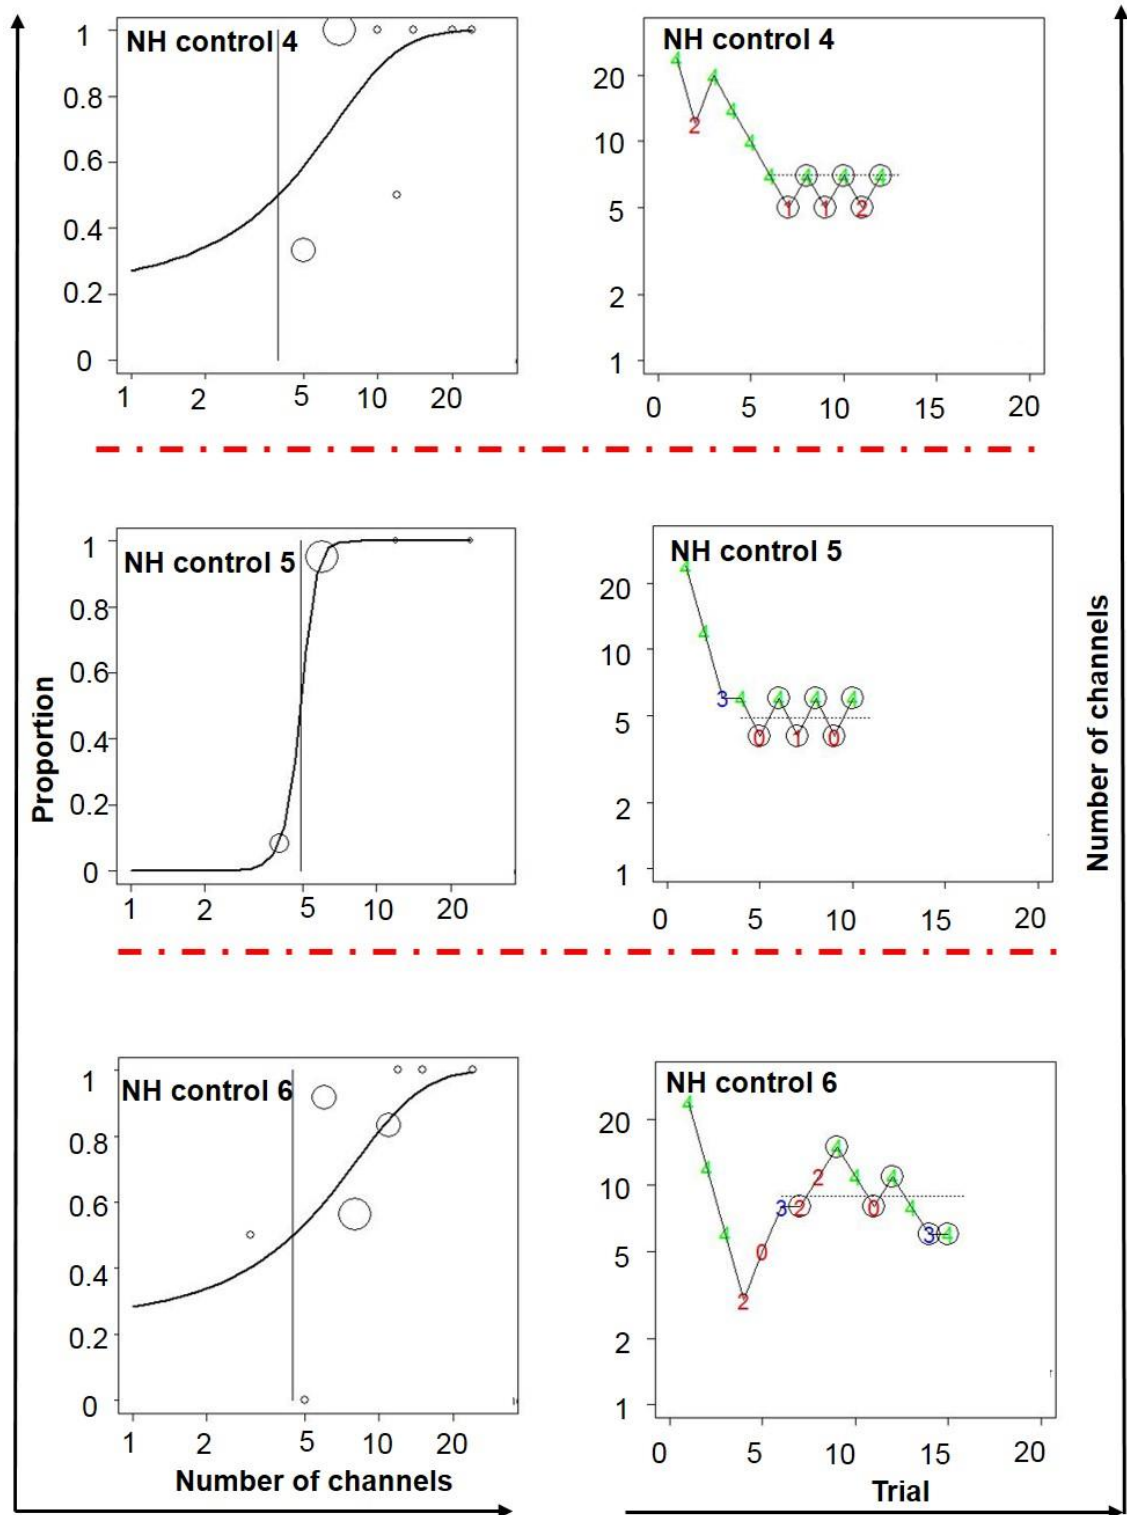 NH control 4
1
0.8
0.6
0.4
0.2
0
1 2 5 10 20
NH control 4
20
10
5
2
1
4 2 4 4 4 4 1 4 1 4 2 4
0 5 10 15 20
NH control 5
1
0.8
0.6
0.4
0.2
0
1 2 5 10 20
NH control 5
20
10
5
2
1
4 4 3 4 0 4 1 4 0 4
0 5 10 15 20
NH control 6
1
0.8
0.6
0.4
0.2
0
1 2 5 10 20
NH control 6
20
10
5
2
1
4 4 4 2 0 3 2 2 4 4 0 4 4 3 4
0 5 10 15 20
Proportion
Number of channels
Number of channels
Trial